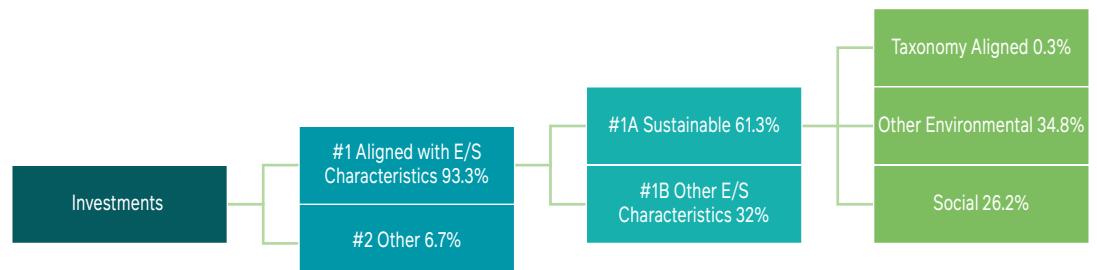 Investments
#1 Aligned with E/S
Characteristics 93.3%
#2 Other 6.7%
#1A Sustainable 61.3%
#1B Other E/S
Characteristics 32%
Taxonomy Aligned 0.3%
Other Environmental 34.8%
Social 26.2%